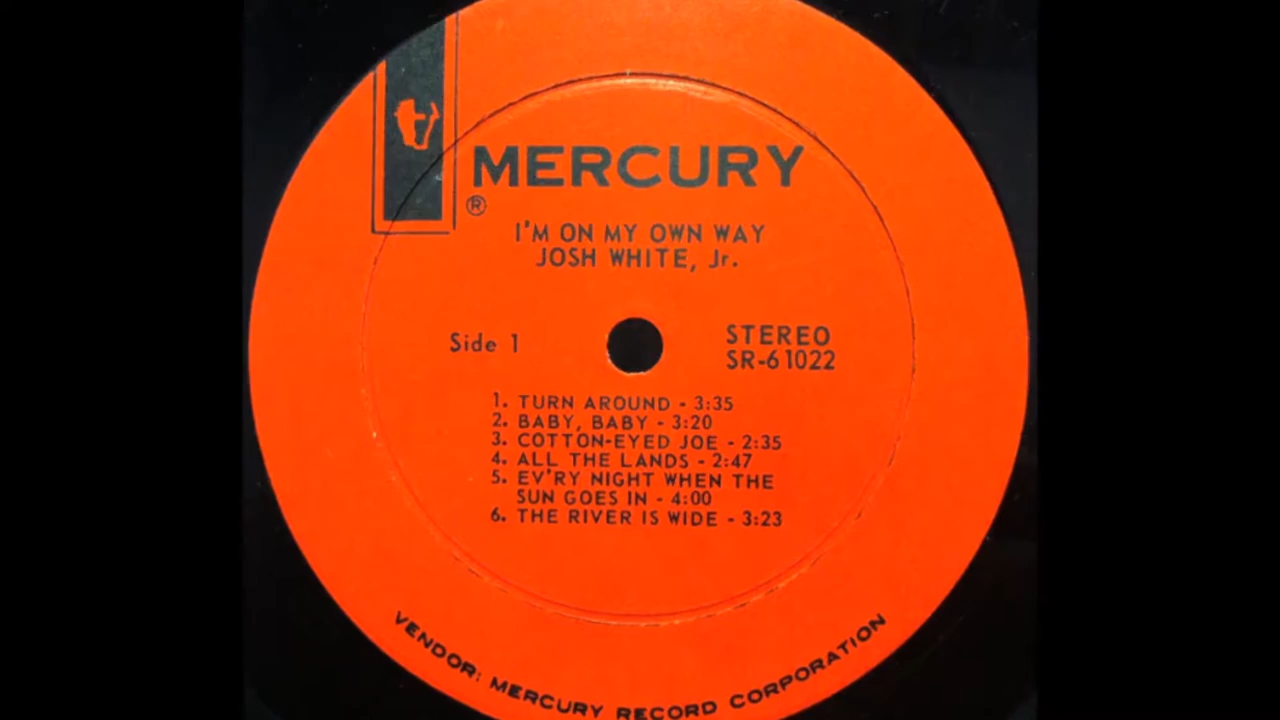 MERCURY
®
I'M ON MY OWN WAY
JOSH WHITE, Jr.
Side 1
STEREO
SR-61022
1. TURN AROUND - 3:35
2. BABY, BABY - 3:20
3. COTTON-EYED JOE - 2:35
4. ALL THE LANDS - 2:47
5. EV'RY NIGHT WHEN THE
SUN GOES IN - 4:00
6. THE RIVER IS WIDE - 3:23
VENDOR: MERCURY RECORD CORPORATION